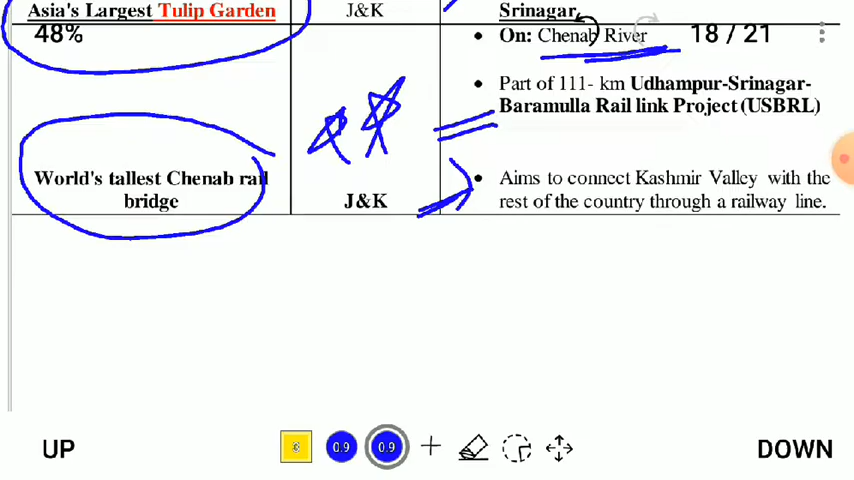 Asia's Largest Tulip Garden
J&K
Srinagar.
48%
• On: Chenab River
18 / 21
• Part of 111- km Udhampur-Srinagar-
Baramulla Rail link Project (USBRL)
World's tallest Chenab rail
bridge
J&K
• Aims to connect Kashmir Valley with the
rest of the country through a railway line.
UP
3
0.9
0.9
DOWN